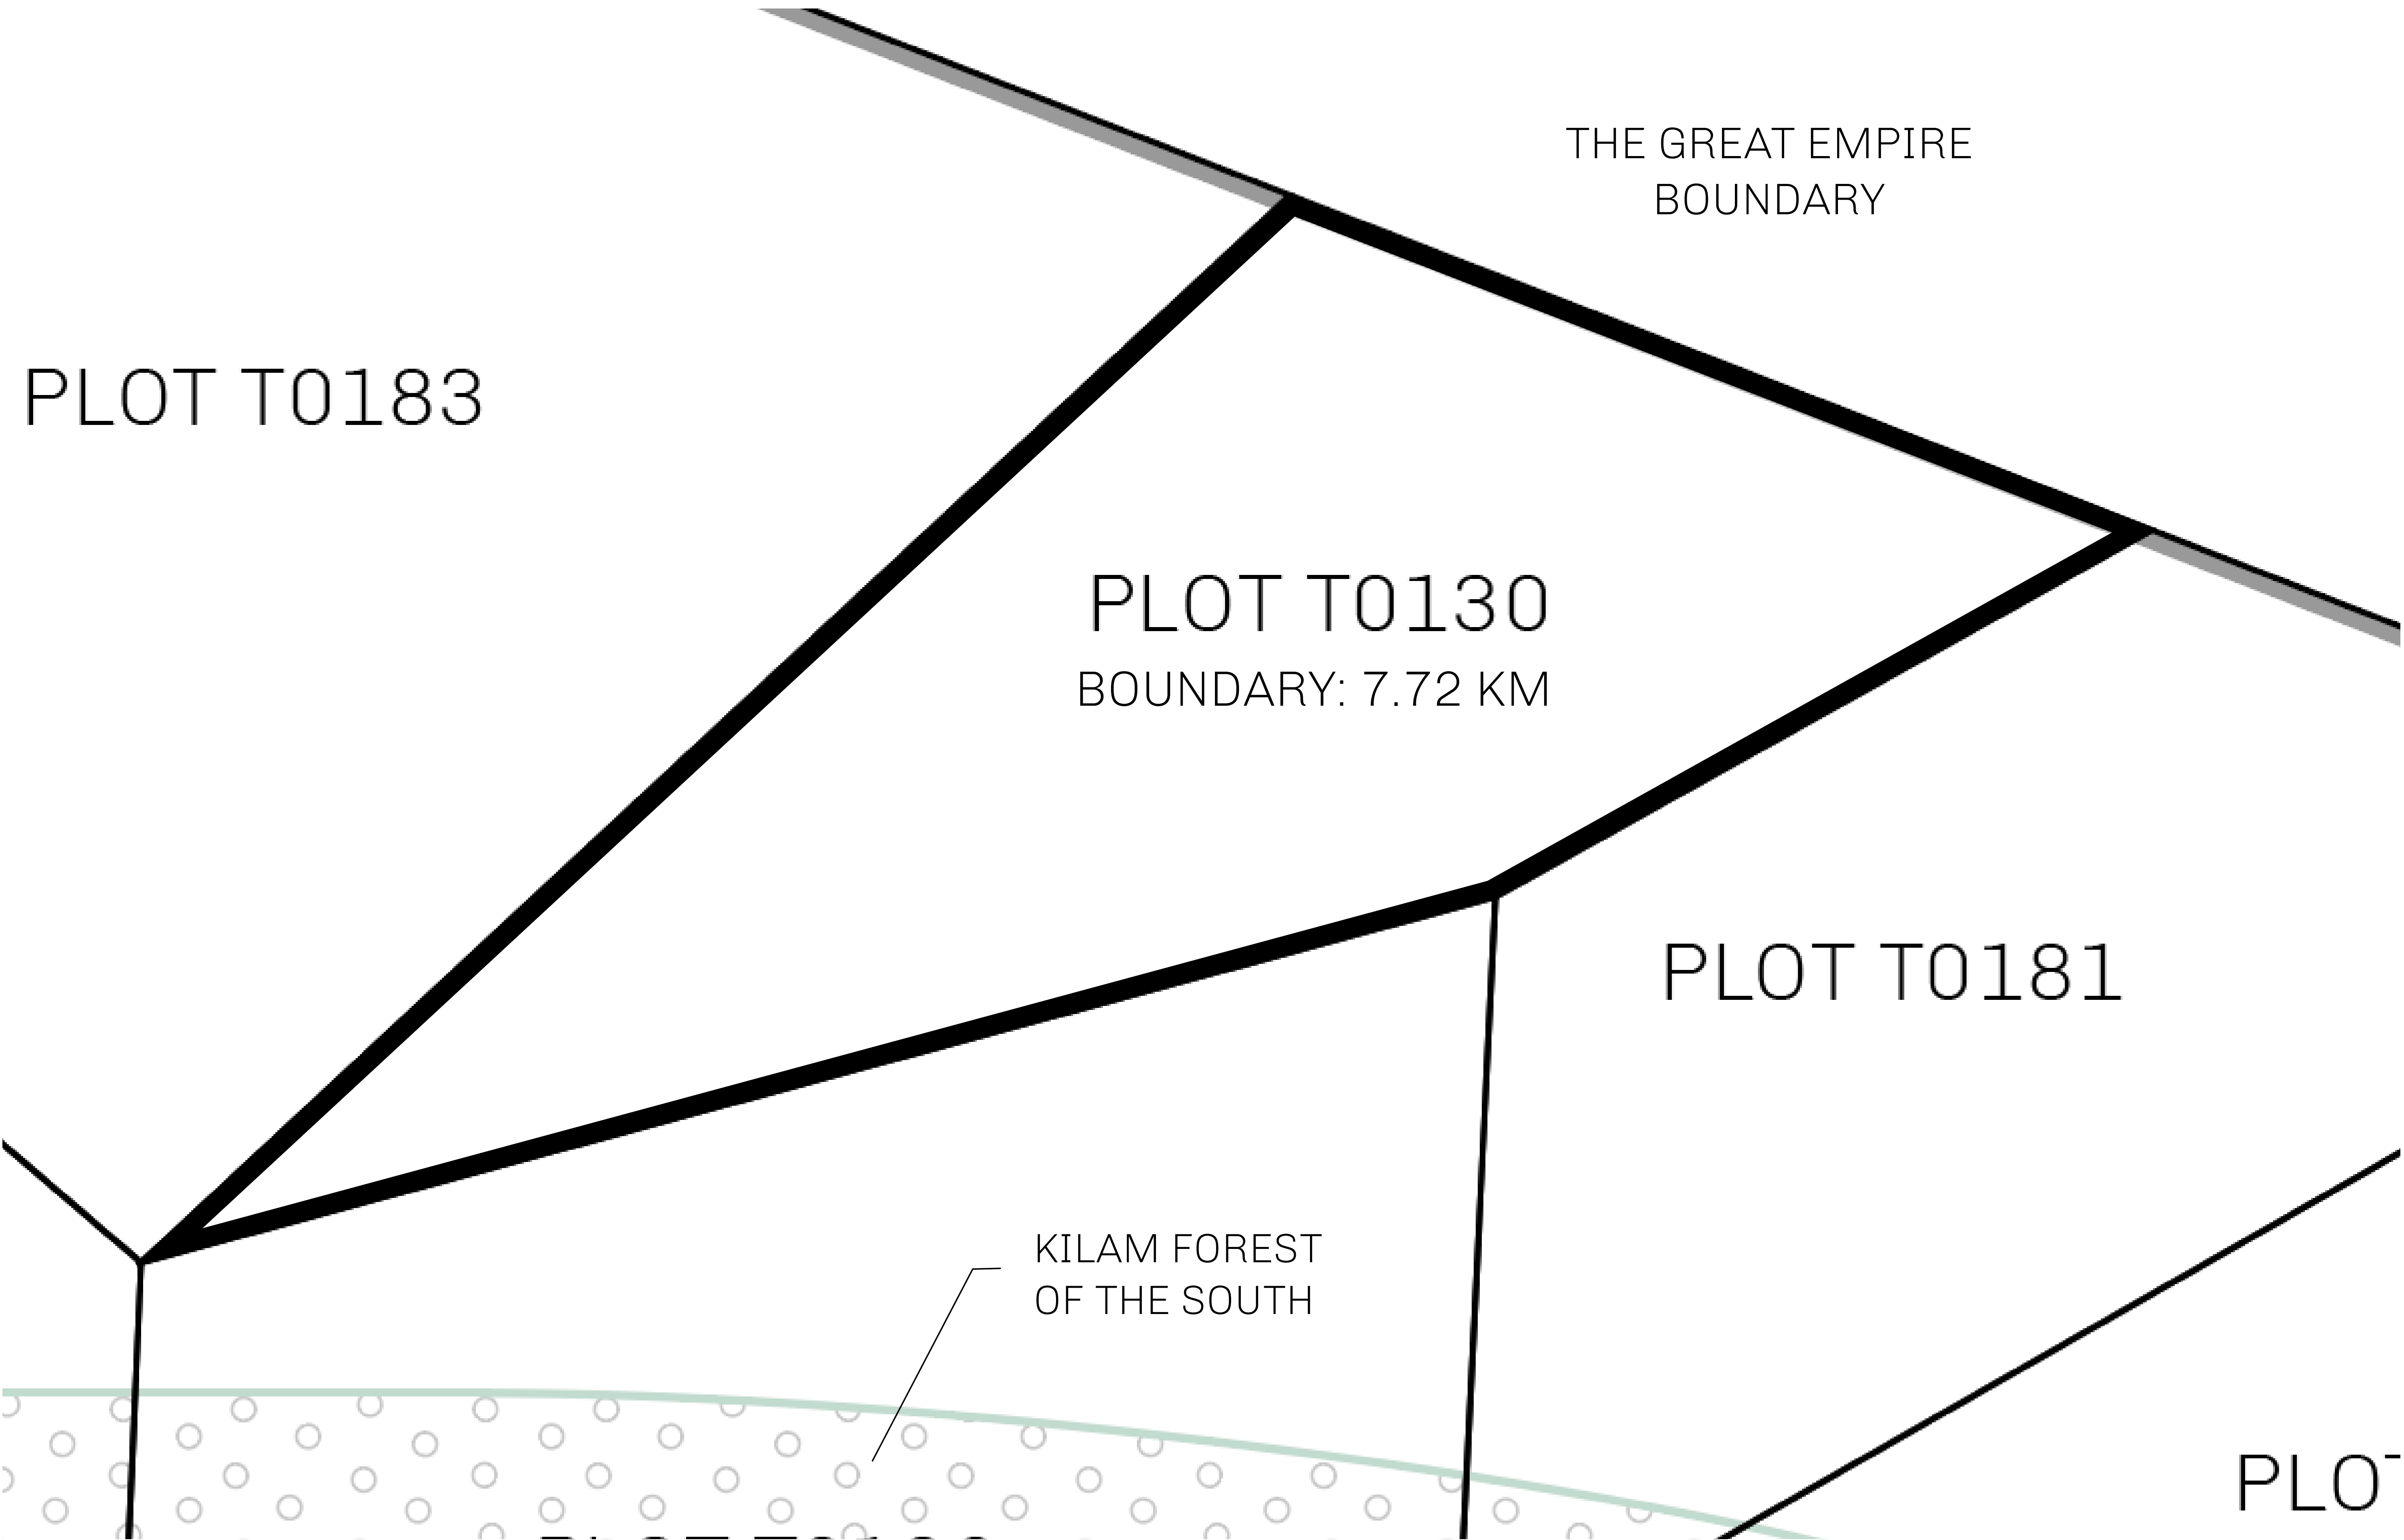 THE GREAT EMPIRE
BOUNDARY
PLOT T0183
PLOT T0130
BOUNDARY: 7.72 KM
PLOT T0181
KILAM FOREST
OF THE SOUTH